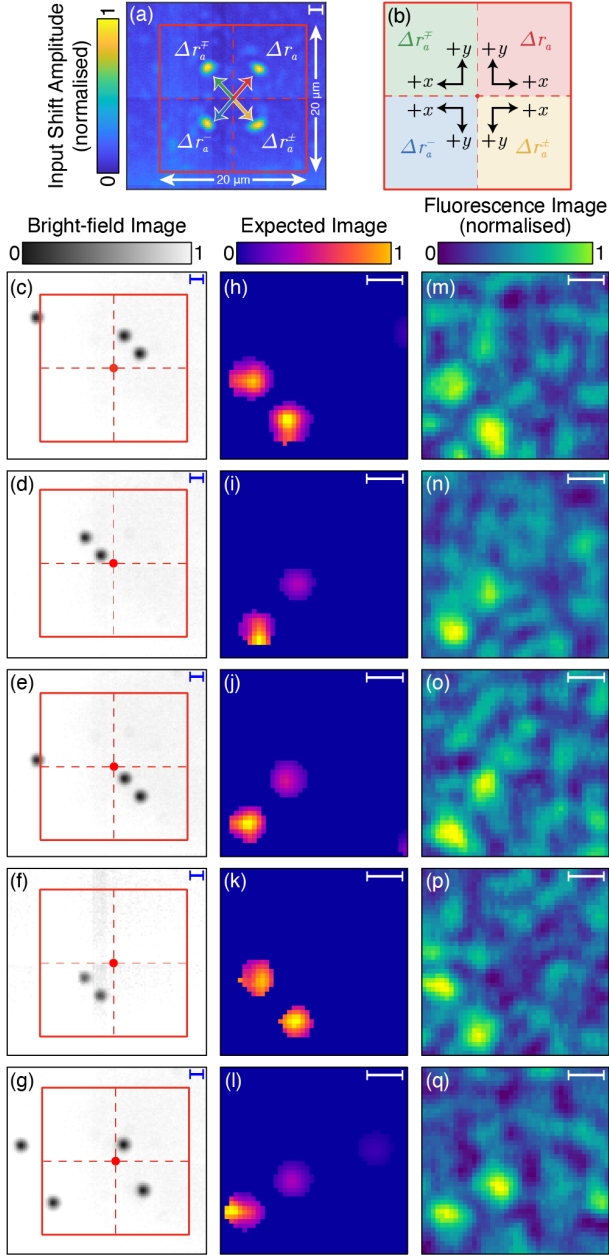 (a)
(b)
Input Shift Amplitude
(normalised)
0
1
Δr_a^∓
Δr_a
Δr_a^-
Δr_a^±
20 μm
20 μm
Δr_a^∓
Δr_a
+y
+y
+x
+x
+x
+x
Δr_a^-
+y
+y
Δr_a^±
Bright-field Image
Expected Image
Fluorescence Image
(normalised)
0
1
0
1
0
1
(c)
(h)
(m)
(d)
(i)
(n)
(e)
(j)
(o)
(f)
(k)
(p)
(g)
(l)
(q)